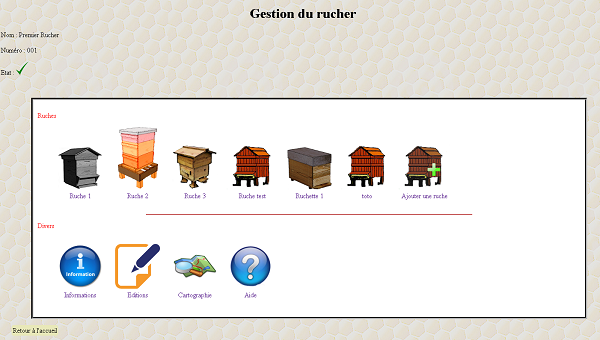 Gestion du rucher
Nom : Premier Rucher
Numéro : 001
Etat :
Ruches
Ruche 1 Ruche 2 Ruche 3 Ruche text Ruchette 1 toto Ajouter une ruche
Divers
Information
Informations Editions Cartographie Aide
Retour à l'accueil